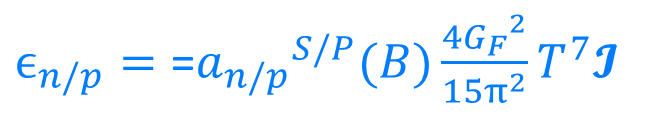 ϵ_{n/p} = =a_{n/p}^{S/P}(B) \frac{4G_F^2}{15π^2} T^7 𝓘